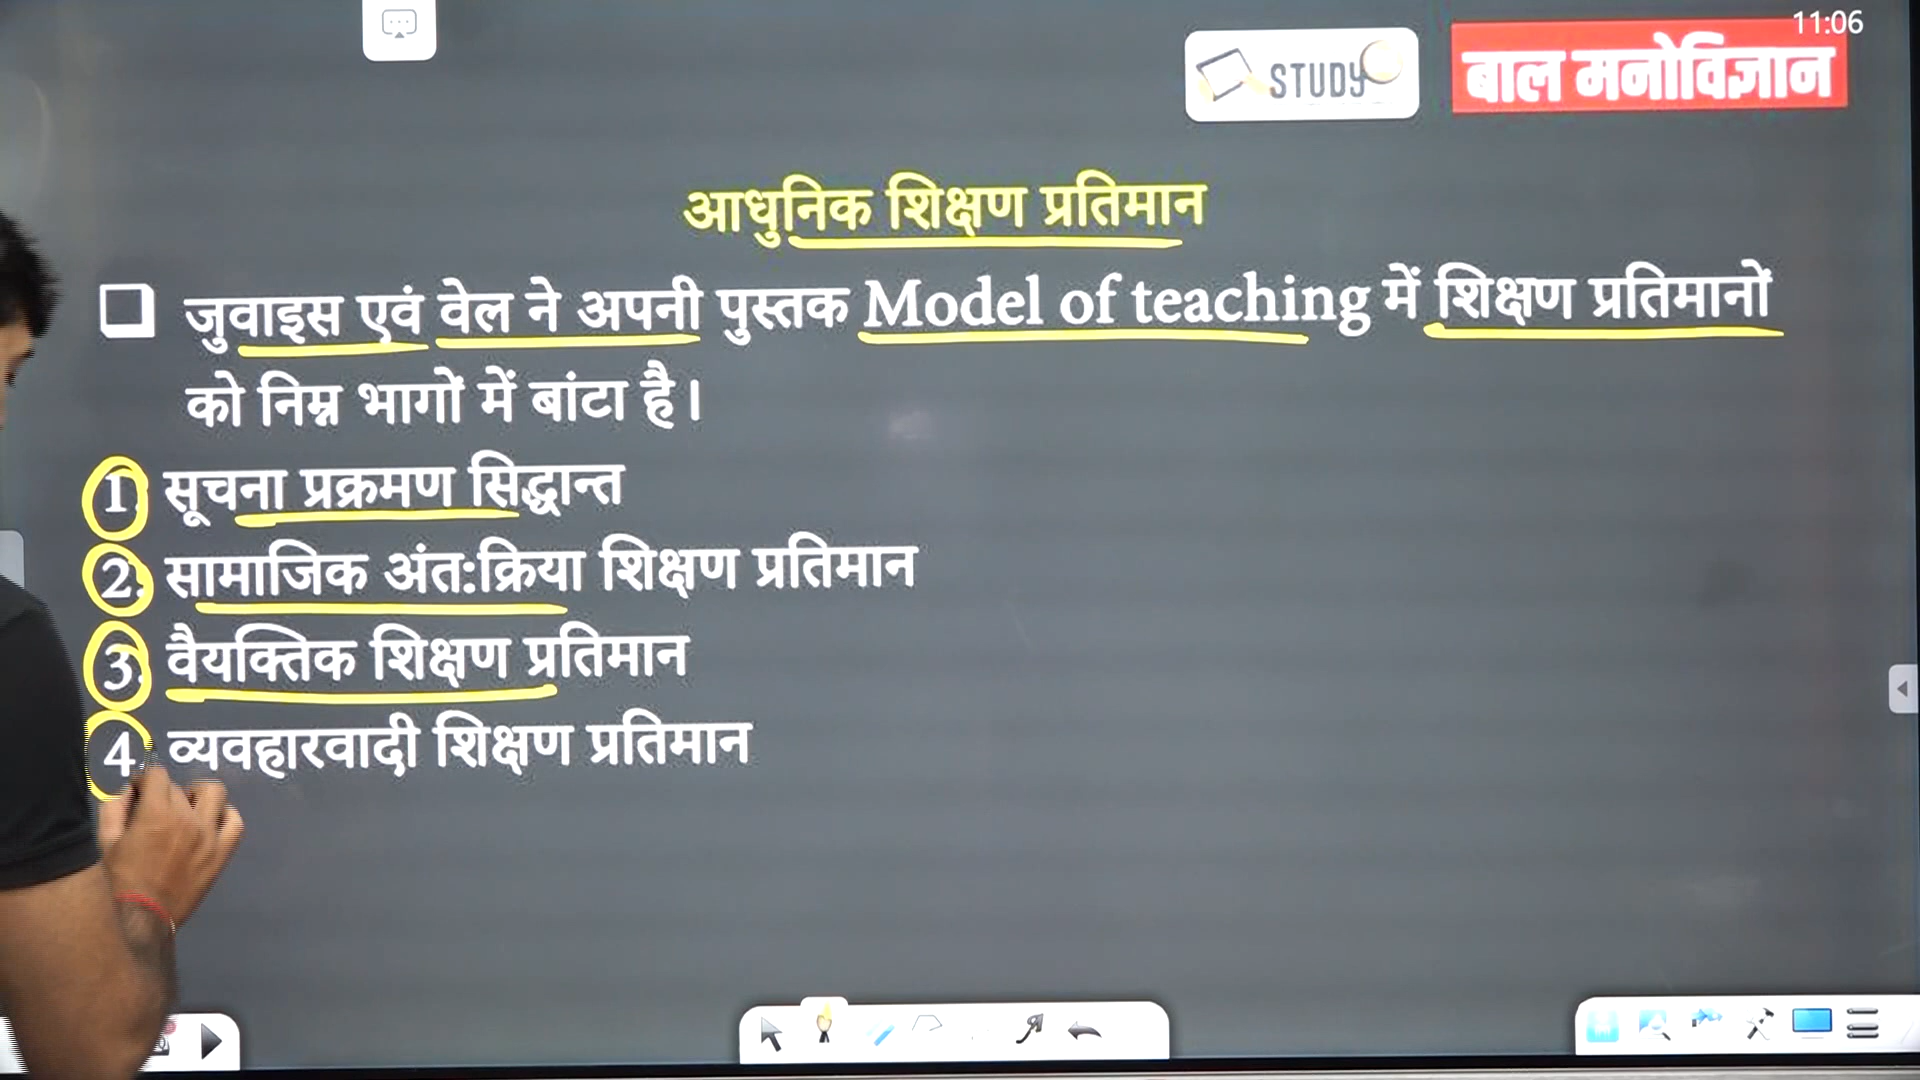 11:06
STUDY
बाल मनोविज्ञान
आधुनिक शिक्षण प्रतिमान
जुवाइस एवं वेल ने अपनी पुस्तक Model of teaching में शिक्षण प्रतिमानों
को निम्न भागों में बांटा है।
1. सूचना प्रक्रमण सिद्धान्त
2. सामाजिक अंत:क्रिया शिक्षण प्रतिमान
3. वैयक्तिक शिक्षण प्रतिमान
4. व्यवहारवादी शिक्षण प्रतिमान